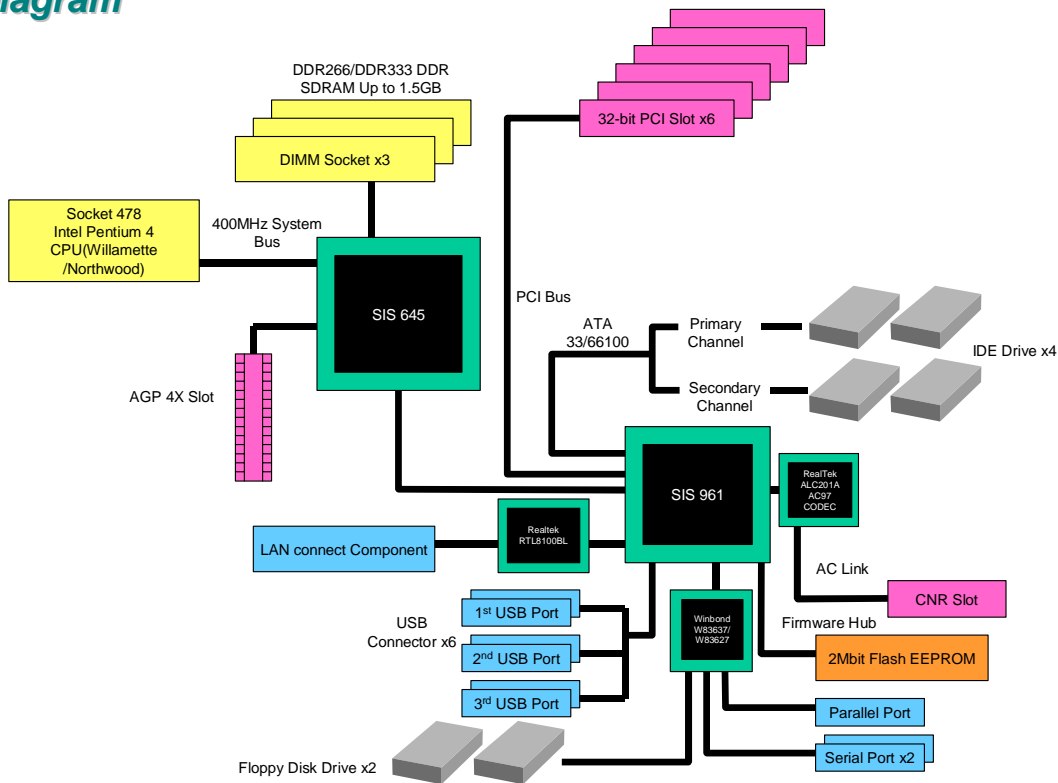 DDR266/DDR333 DDR
SDRAM Up to 1.5GB
32-bit PCI Slot x6
DIMM Socket x3
Socket 478
Intel Pentium 4
CPU(Willamette
/Northwood)
400MHz System
Bus
SIS 645
PCI Bus
ATA
33/66100
Primary
Channel
IDE Drive x4
Secondary
Channel
AGP 4X Slot
SIS 961
RealTek
ALC201A
AC97
CODEC
Realtek
RTL8100BL
LAN connect Component
AC Link
CNR Slot
USB
Connector x6
1st USB Port
2nd USB Port
3rd USB Port
Winbond
W83637/
W83627
Firmware Hub
2Mbit Flash EEPROM
Parallel Port
Serial Port x2
Floppy Disk Drive x2